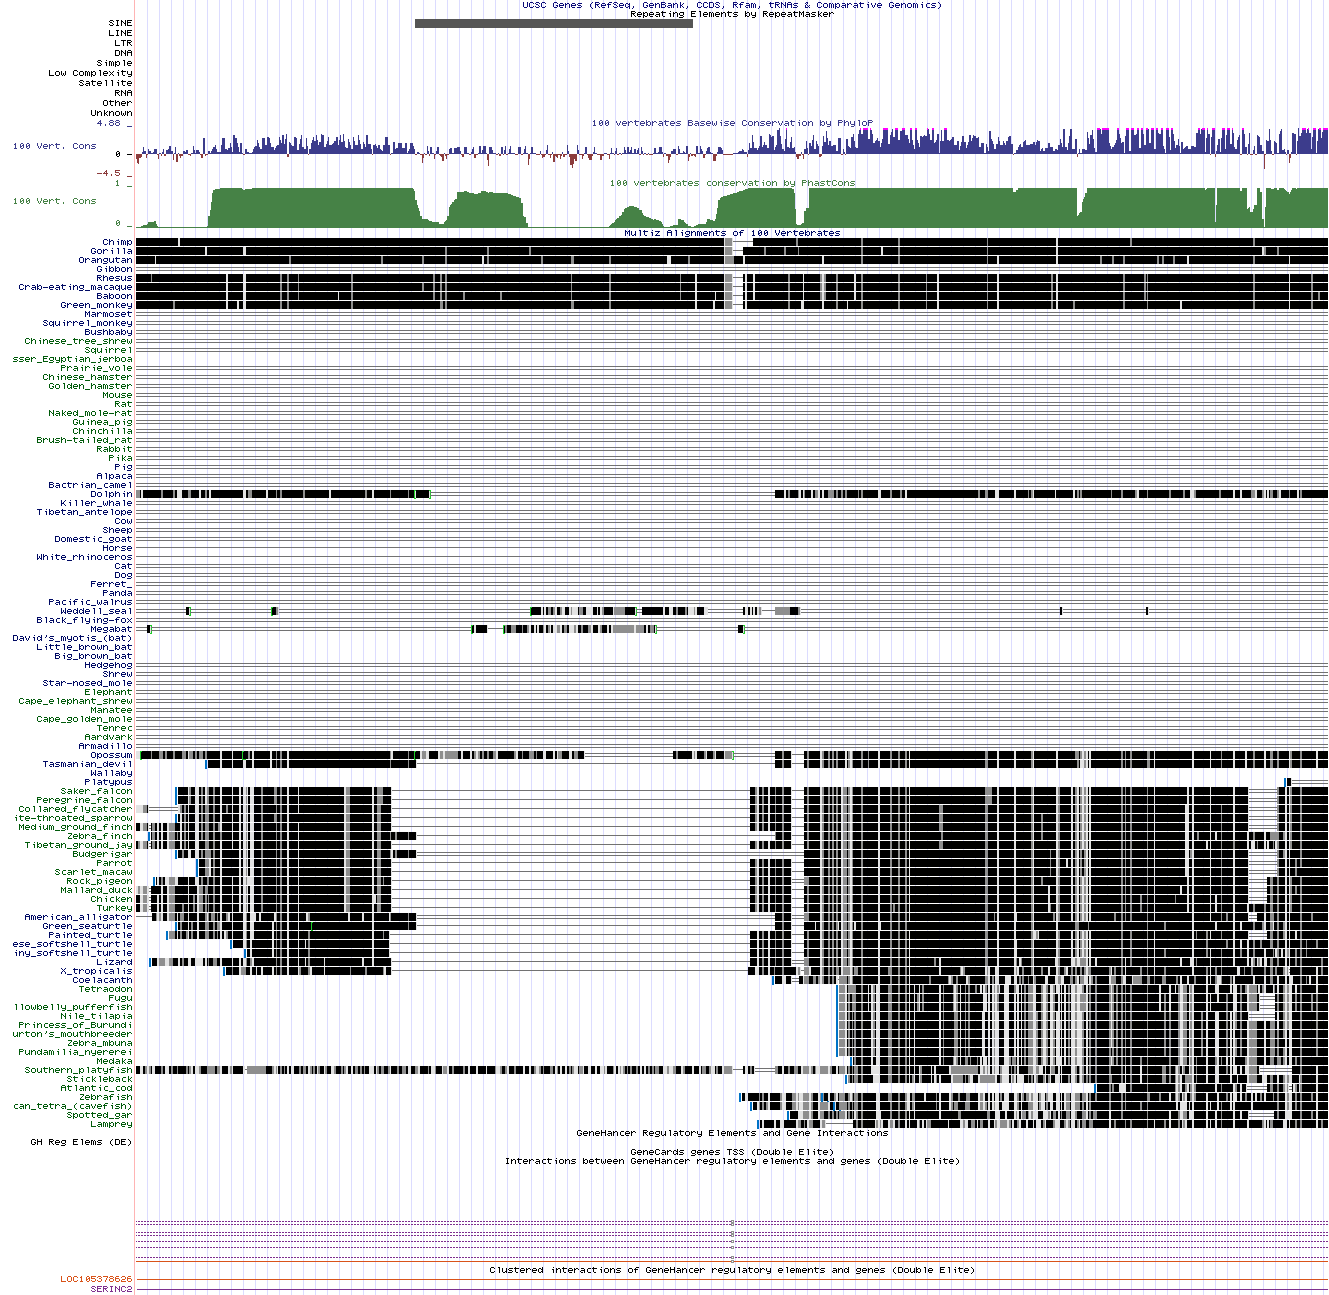 UCSC Genes (RefSeq, GenBank, CCDS, Rfam, tRNAs & Comparative Genomics)
Repeating Elements by RepeatMasker
SINE
LINE
LTR
DNA
Simple
Low Complexity
Satellite
RNA
Other
Unknown
4.88 _
100 vertebrates Basewise Conservation by PhyloP
100 Vert. Cons
0 -
-4.5 _
100 vertebrates conservation by PhastCons
1 _
100 Vert. Cons
0 _
Multiz Alignments of 100 Vertebrates
Chimp
Gorilla
Orangutan
Gibbon
Rhesus
Crab-eating_macaque
Baboon
Green_monkey
Marmoset
Squirrel_monkey
Bushbaby
Chinese_tree_shrew
Squirrel
sser_Egyptian_jerboa
Prairie_vole
Chinese_hamster
Golden_hamster
Mouse
Rat
Naked_mole-rat
Guinea_pig
Chinchilla
Brush-tailed_rat
Rabbit
Pika
Pig
Alpaca
Bactrian_camel
Dolphin
Killer_whale
Tibetan_antelope
Cow
Sheep
Domestic_goat
Horse
White_rhinoceros
Cat
Dog
Ferret_
Panda
Pacific_walrus
Weddell_seal
Black_flying-fox
Megabat
David's_myotis_(bat)
Little_brown_bat
Big_brown_bat
Hedgehog
Shrew
Star-nosed_mole
Elephant
Cape_elephant_shrew
Manatee
Cape_golden_mole
Tenrec
Aardvark
Armadillo
Opossum
Tasmanian_devil
Wallaby
Platypus
Saker_falcon
Peregrine_falcon
Collared_flycatcher
ite-throated_sparrow
Medium_ground_finch
Zebra_finch
Tibetan_ground_jay
Budgerigar
Parrot
Scarlet_macaw
Rock_pigeon
Mallard_duck
Chicken
Turkey
American_alligator
Green_seaturtle
Painted_turtle
ese_softshell_turtle
iny_softshell_turtle
Lizard
X_tropicalis
Coelacanth
Tetraodon
Fugu
llowbelly_pufferfish
Nile_tilapia
Princess_of_Burundi
urton's_mouthbreeder
Zebra_mbuna
Pundamilia_nyererei
Medaka
Southern_platyfish
Stickleback
Atlantic_cod
Zebrafish
can_tetra_(cavefish)
Spotted_gar
Lamprey
GeneHancer Regulatory Elements and Gene Interactions
GH Reg Elems (DE)
GeneCards genes TSS (Double Elite)
Interactions between GeneHancer regulatory elements and genes (Double Elite)
Clustered interactions of GeneHancer regulatory elements and genes (Double Elite)
LOC105378626
SERINC2